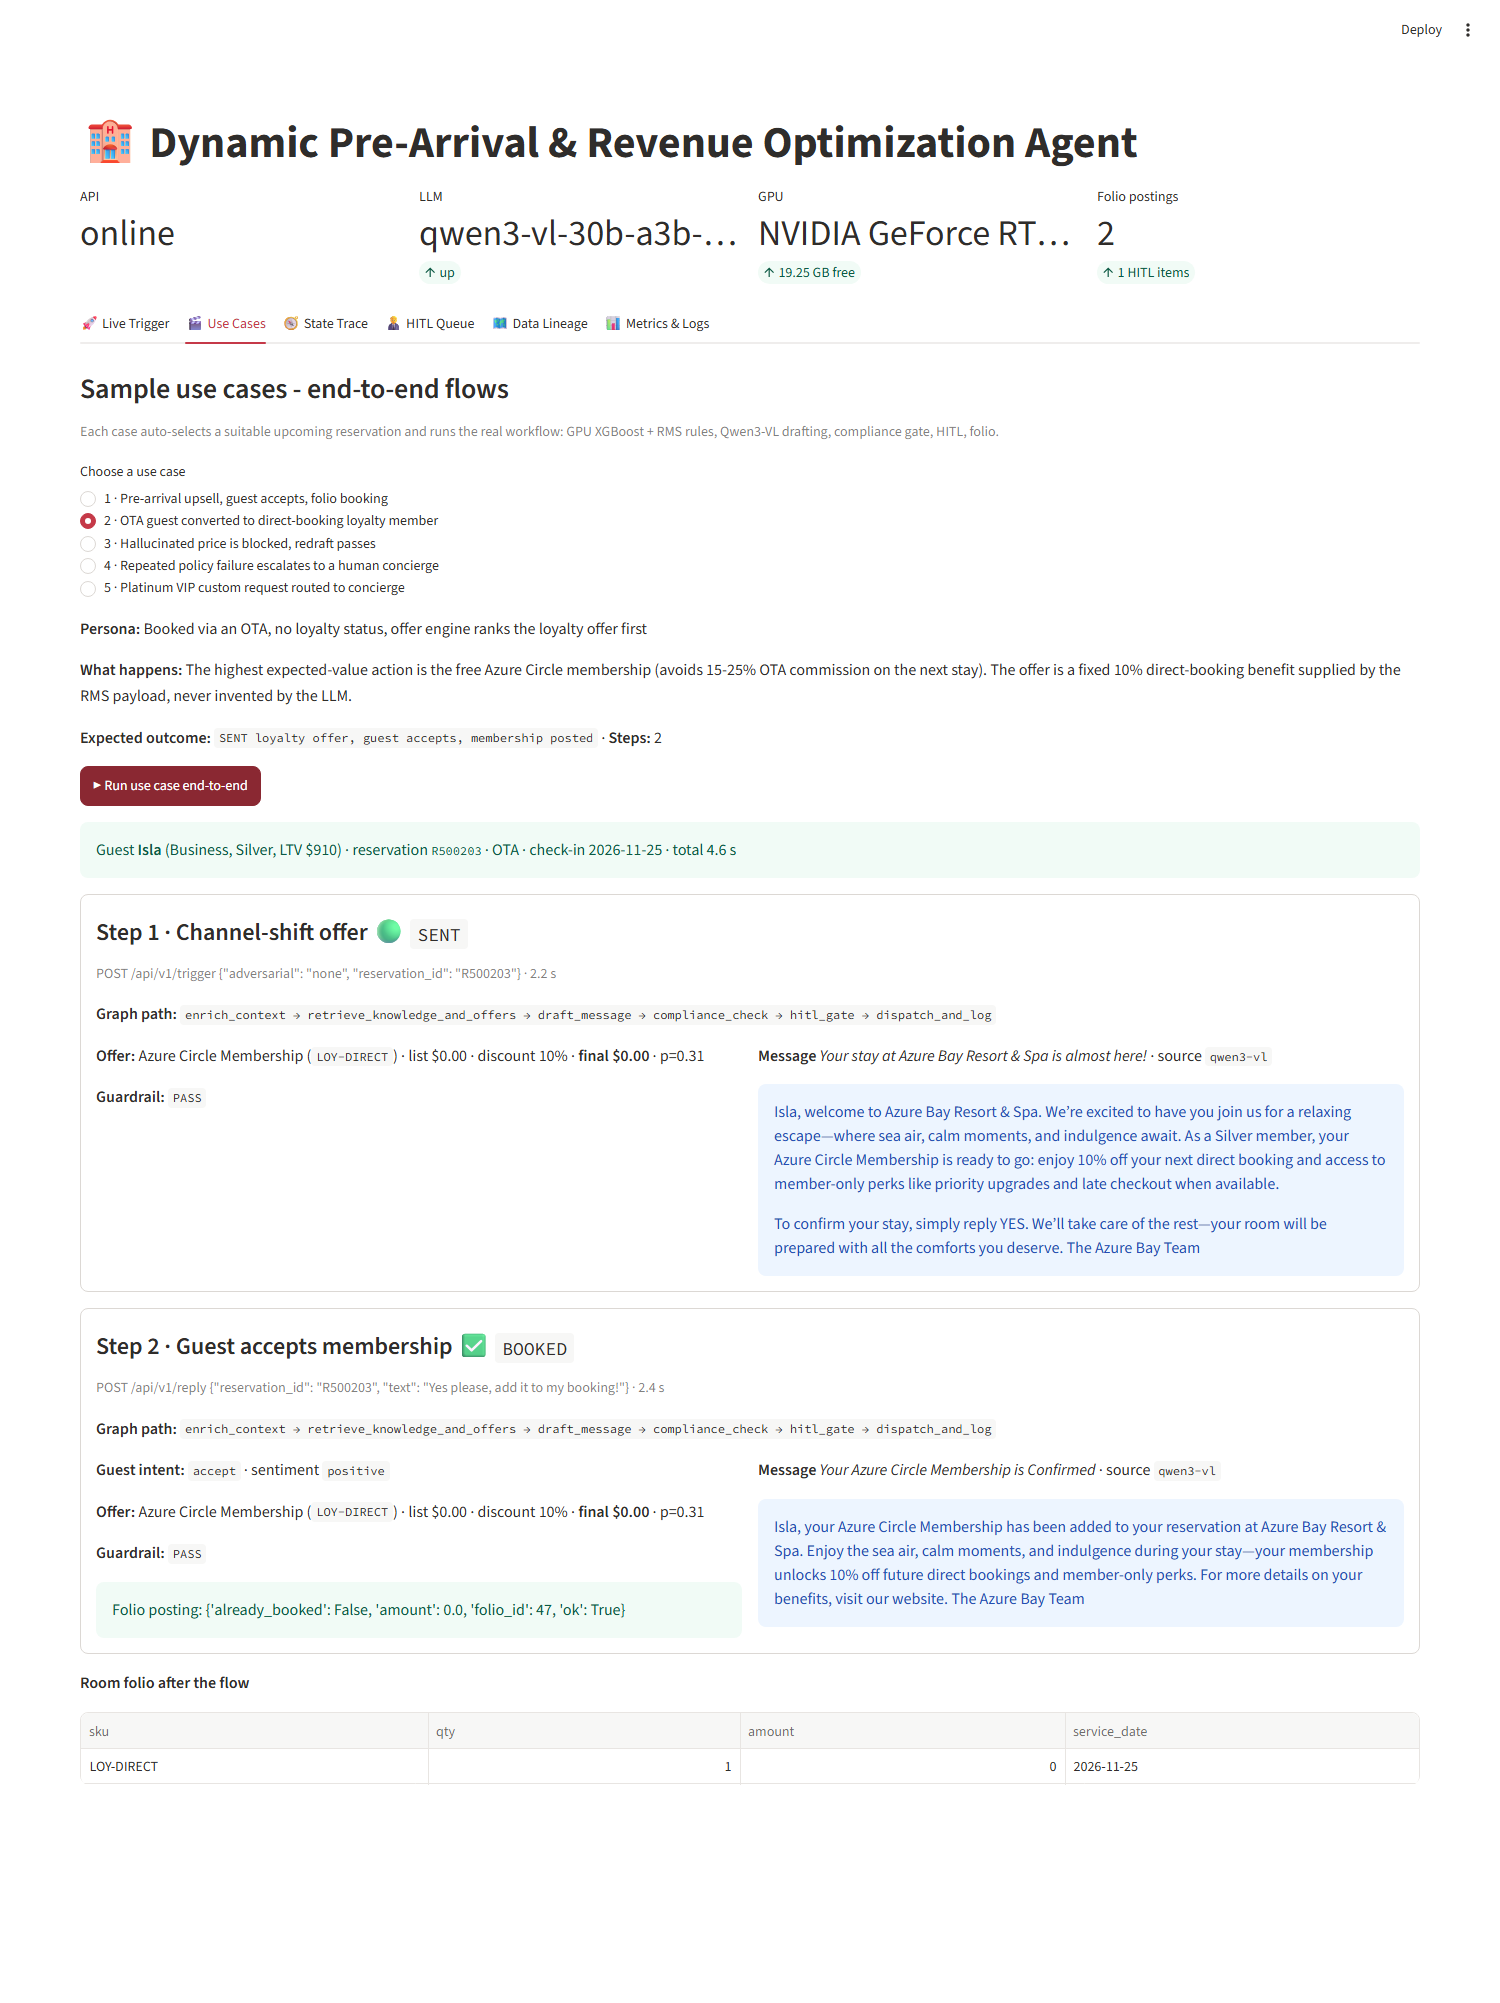 Deploy
Dynamic Pre-Arrival & Revenue Optimization Agent
API
LLM
GPU
Folio postings
online
qwen3-vl-30b-a3b-...
NVIDIA GeForce RT...
2
↑ up
↑ 19.25 GB free
↑ 1 HITL items
Live Trigger
Use Cases
State Trace
HITL Queue
Data Lineage
Metrics & Logs
Sample use cases - end-to-end flows
Each case auto-selects a suitable upcoming reservation and runs the real workflow: GPU XGBoost + RMS rules, Qwen3-VL drafting, compliance gate, HITL, folio.
Choose a use case
1 · Pre-arrival upsell, guest accepts, folio booking
2 · OTA guest converted to direct-booking loyalty member
3 · Hallucinated price is blocked, redraft passes
4 · Repeated policy failure escalates to a human concierge
5 · Platinum VIP custom request routed to concierge
Persona: Booked via an OTA, no loyalty status, offer engine ranks the loyalty offer first
What happens: The highest expected-value action is the free Azure Circle membership (avoids 15-25% OTA commission on the next stay). The offer is a fixed 10% direct-booking benefit supplied by the
RMS payload, never invented by the LLM.
Expected outcome: SENT loyalty offer, guest accepts, membership posted · Steps: 2
▶ Run use case end-to-end
Guest Isla (Business, Silver, LTV $910) · reservation R500203 · OTA · check-in 2026-11-25 · total 4.6 s
Step 1 · Channel-shift offer SENT
POST /api/v1/trigger {"adversarial": "none", "reservation_id": "R500203"} · 2.2 s
Graph path: enrich_context → retrieve_knowledge_and_offers → draft_message → compliance_check → hitl_gate → dispatch_and_log
Offer: Azure Circle Membership ( LOY-DIRECT ) · list $0.00 · discount 10% · final $0.00 · p=0.31
Guardrail: PASS
Message Your stay at Azure Bay Resort & Spa is almost here! · source qwen3-vl
Isla, welcome to Azure Bay Resort & Spa. We’re excited to have you join us for a relaxing
escape—where sea air, calm moments, and indulgence await. As a Silver member, your
Azure Circle Membership is ready to go: enjoy 10% off your next direct booking and access to
member-only perks like priority upgrades and late checkout when available.
To confirm your stay, simply reply YES. We’ll take care of the rest—your room will be
prepared with all the comforts you deserve. The Azure Bay Team
Step 2 · Guest accepts membership BOOKED
POST /api/v1/reply {"reservation_id": "R500203", "text": "Yes please, add it to my booking!"} · 2.4 s
Graph path: enrich_context → retrieve_knowledge_and_offers → draft_message → compliance_check → hitl_gate → dispatch_and_log
Guest intent: accept · sentiment positive
Offer: Azure Circle Membership ( LOY-DIRECT ) · list $0.00 · discount 10% · final $0.00 · p=0.31
Guardrail: PASS
Folio posting: {'already_booked': False, 'amount': 0.0, 'folio_id': 47, 'ok': True}
Message Your Azure Circle Membership is Confirmed · source qwen3-vl
Isla, your Azure Circle Membership has been added to your reservation at Azure Bay Resort &
Spa. Enjoy the sea air, calm moments, and indulgence during your stay—your membership
unlocks 10% off future direct bookings and member-only perks. For more details on your
benefits, visit our website. The Azure Bay Team
Room folio after the flow
sku qty amount service_date
LOY-DIRECT 1 0 2026-11-25